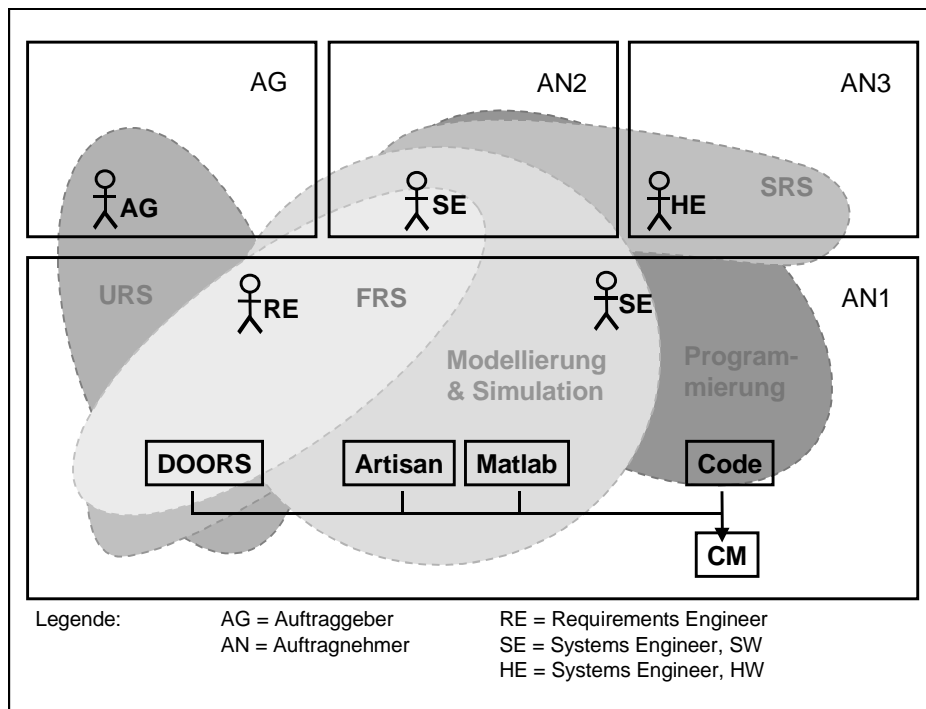 AG
AN2
AN3
AG
SE
HE
SRS
AN1
URS
RE
FRS
SE
Modellierung
& Simulation
Program-
mierung
DOORS
Artisan
Matlab
Code
CM
Legende:
AG = Auftraggeber
AN = Auftragnehmer
RE = Requirements Engineer
SE = Systems Engineer, SW
HE = Systems Engineer, HW